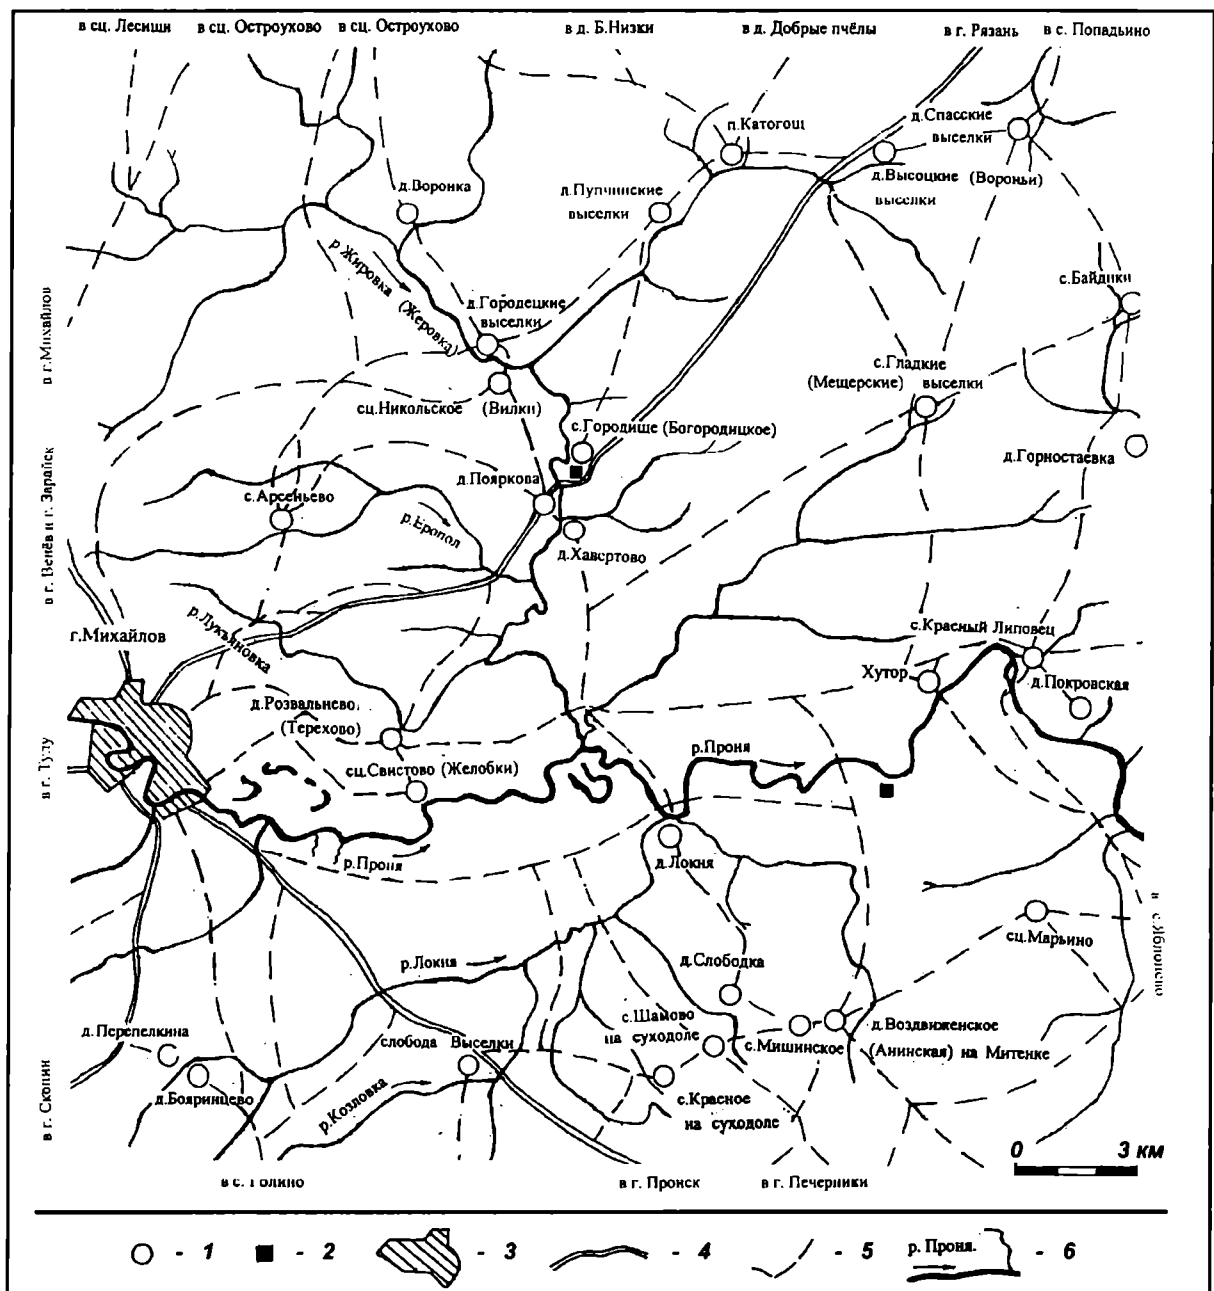 в сц. Лесищи
в сц. Остроухово
в сц. Остроухово
в д. Б.Низки
в д. Добрые пчёлы
в г. Рязань
в с. Попадьино
п.Катогощ
д.Спасские
выселки
д.Высоцкие (Вороньи)
выселки
д.Воронка
д.Пупчинские
выселки
р.Жировка (Жеровка)
с.Байдики
в г.Михайлов
д.Городецкие
выселки
с.Гладкие
(Мещерские) выселки
сц.Никольское (Вилки)
с.Городище (Богородицкое)
д.Горностаевка
д.Пояркова
с.Арсеньево
р.Еропол
д.Хавертово
в г. Венёв и г. Зарайск
р.Лукъяновка
г.Михайлов
с.Красный Липовец
Хутор
д.Покровская
д.Розвальнево
(Терехово)
р.Проня
сц.Свистово (Желобки)
в г. Тулу
р.Проня
д.Локня
сц.Марьино
р.Локня
д.Слободка
с.Шамово
на суходоле
д.Перепелкина
слобода Выселки
с.Мишинское
д.Воздвиженское
(Анинская) на Митенке
д.Бояринцево
р.Козловка
с.Красное
на суходоле
в г. Скопин
0 3 км
в г. Пронск
в г. Печерники
- 1
- 2
- 3
- 4
- 5
р. Проня.
- 6